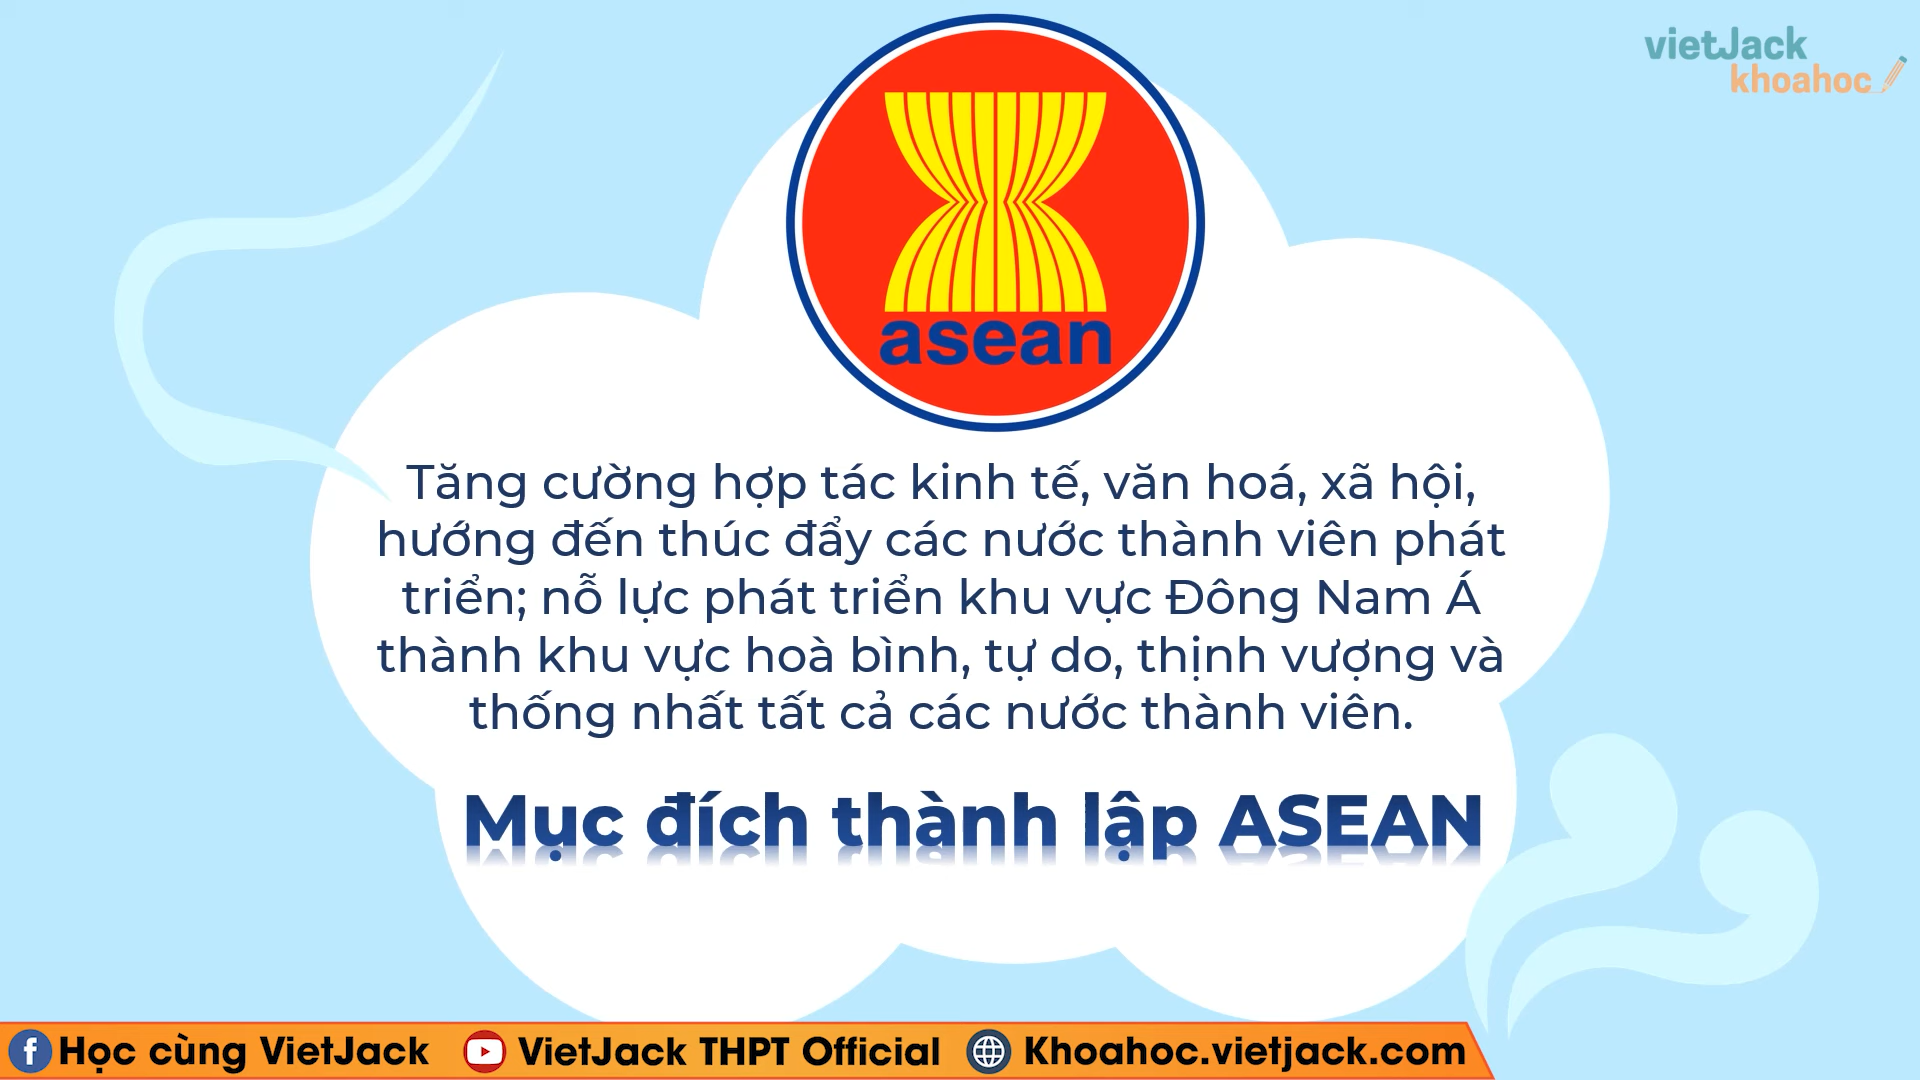 vietJack
khoahoc
asean
Tăng cường hợp tác kinh tế, văn hoá, xã hội,
hướng đến thúc đẩy các nước thành viên phát
triển; nỗ lực phát triển khu vực Đông Nam Á
thành khu vực hoà bình, tự do, thịnh vượng và
thống nhất tất cả các nước thành viên.
Mục đích thành lập ASEAN
Học cùng VietJack VietJack THPT Official Khoahoc.vietjack.com